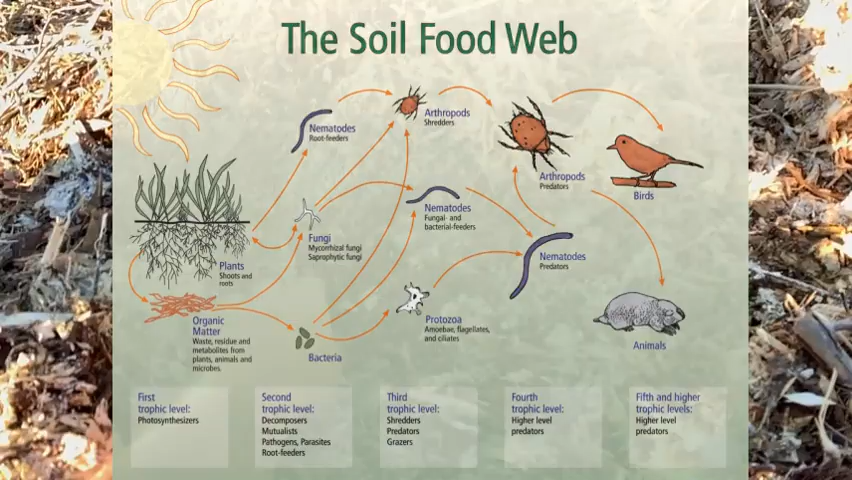 The Soil Food Web
Arthropods
Shredders
Nematodes
Root-feeders
Arthropods
Predators
Birds
Nematodes
Fungal- and
bacterial-feeders
Fungi
Mycorrhizal fungi
Saprophytic fungi
Plants
Shoots and
roots
Nematodes
Predators
Organic
Matter
Waste, residue and
metabolites from
plants, animals and
microbes.
Bacteria
Protozoa
Amoebae, flagellates,
and ciliates
Animals
First
trophic level:
Photosynthesizers
Second
trophic level:
Decomposers
Mutualists
Pathogens, Parasites
Root-feeders
Third
trophic level:
Shredders
Predators
Grazers
Fourth
trophic level:
Higher level
predators
Fifth and higher
trophic levels:
Higher level
predators